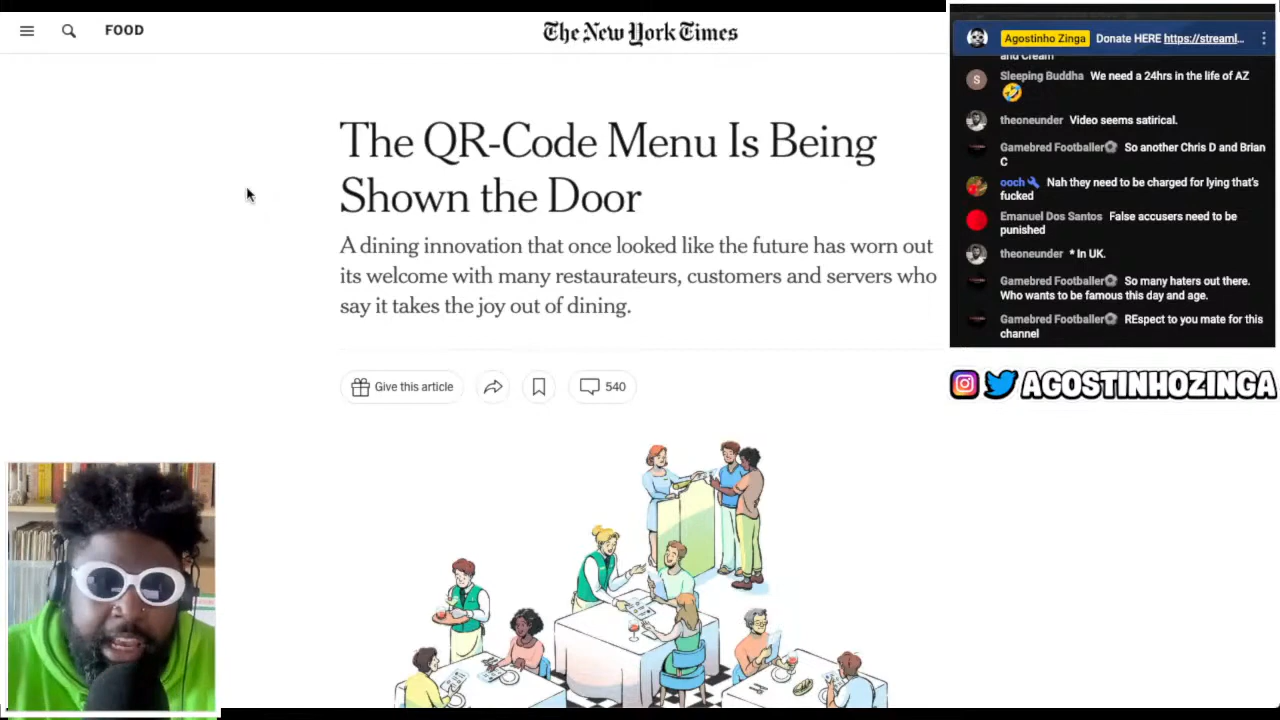 FOOD
The New York Times
The QR-Code Menu Is Being
Shown the Door
A dining innovation that once looked like the future has worn out
its welcome with many restaurateurs, customers and servers who
say it takes the joy out of dining.
Give this article
540
Agostinho Zinga Donate HERE https://streaml...
and Cream
S Sleeping Buddha We need a 24hrs in the life of AZ
🤣
theoneunder Video seems satirical.
Gamebred Footballer⚽ So another Chris D and Brian
C
ooch🔧 Nah they need to be charged for lying that's
fucked
Emanuel Dos Santos False accusers need to be
punished
theoneunder * In UK.
Gamebred Footballer⚽ So many haters out there.
Who wants to be famous this day and age.
Gamebred Footballer⚽ REspect to you mate for this
channel
AGOSTINHOZINGA